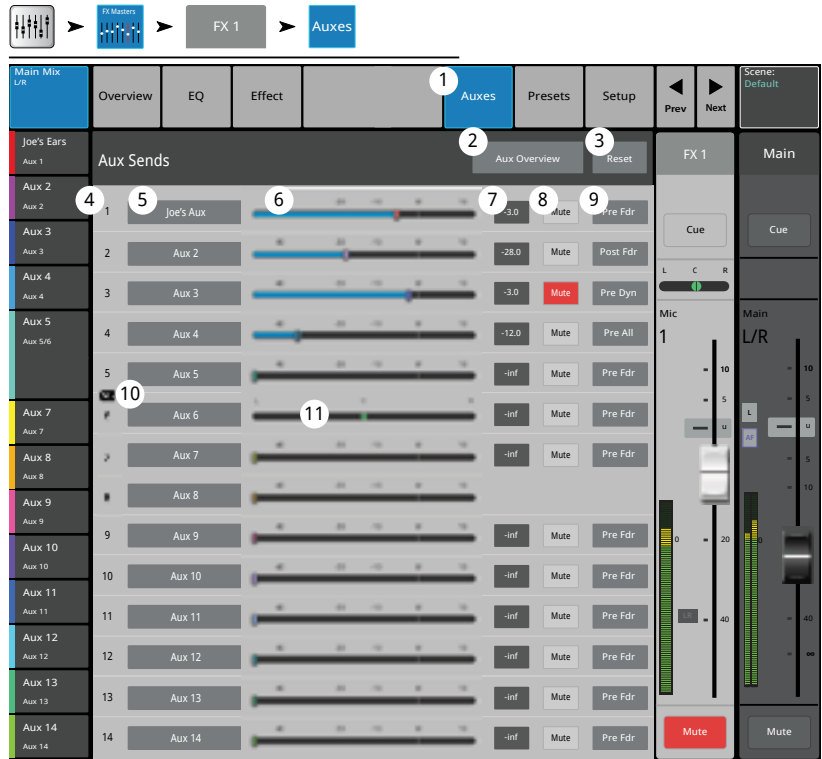 FX Masters
FX 1
Auxes
Main Mix
L/R
Overview
EQ
Effect
1
Auxes
Presets
Setup
Prev
Next
Scene:
Default
Joe's Ears
Aux 1
Aux 2
Aux 2
Aux 3
Aux 3
Aux 4
Aux 4
Aux 5
Aux 5/6
Aux 7
Aux 7
Aux 8
Aux 8
Aux 9
Aux 9
Aux 10
Aux 10
Aux 11
Aux 11
Aux 12
Aux 12
Aux 13
Aux 13
Aux 14
Aux 14
Aux Sends
2
Aux Overview
3
Reset
4
5
6
7
8
9
1
Joe's Aux
-3.0
Mute
Pre Fdr
2
Aux 2
-28.0
Mute
Post Fdr
3
Aux 3
-3.0
Mute
Pre Dyn
4
Aux 4
-12.0
Mute
Pre All
5
Aux 5
-inf
Mute
Pre Fdr
10
11
Aux 6
-inf
Mute
Pre Fdr
Aux 7
-inf
Mute
Pre Fdr
Aux 8
9
Aux 9
-inf
Mute
Pre Fdr
10
Aux 10
-inf
Mute
Pre Fdr
11
Aux 11
-inf
Mute
Pre Fdr
12
Aux 12
-inf
Mute
Pre Fdr
13
Aux 13
-inf
Mute
Pre Fdr
14
Aux 14
-inf
Mute
Pre Fdr
FX 1
Cue
L C R
Mic
1
10
5
U
0
20
LR
40
Mute
Main
Cue
Main
L/R
10
5
L
U
AF
5
10
0
20
40
∞
Mute